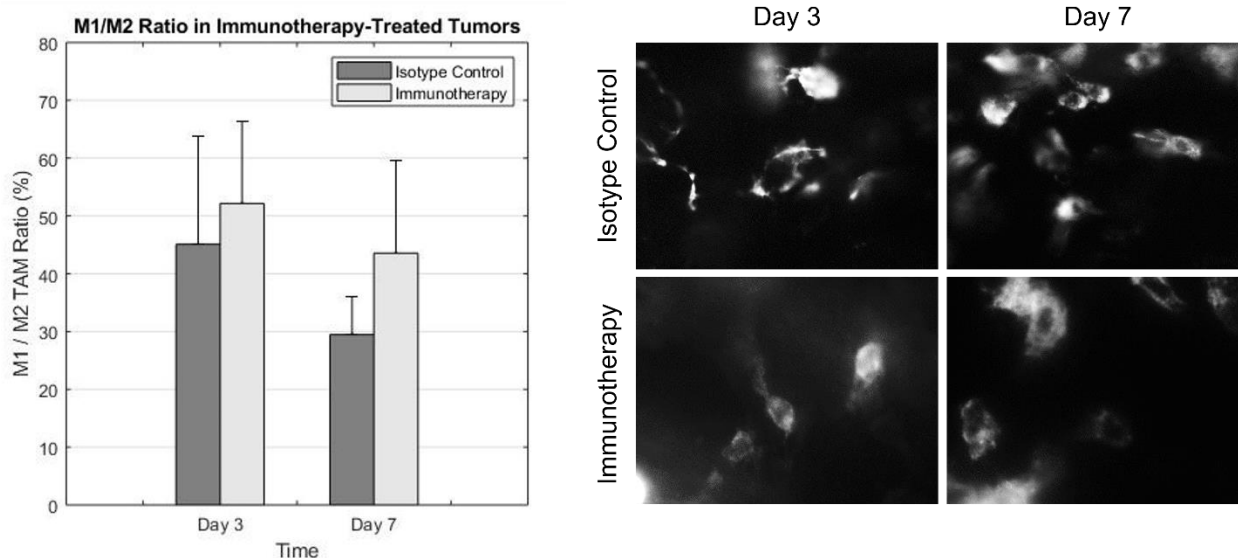 M1/M2 Ratio in Immunotherapy-Treated Tumors
80
70
60
50
40
30
20
10
0
M1 / M2 TAM Ratio (%)
Isotype Control
Immunotherapy
Day 3
Day 7
Time
Day 3
Day 7
Isotype Control
Immunotherapy